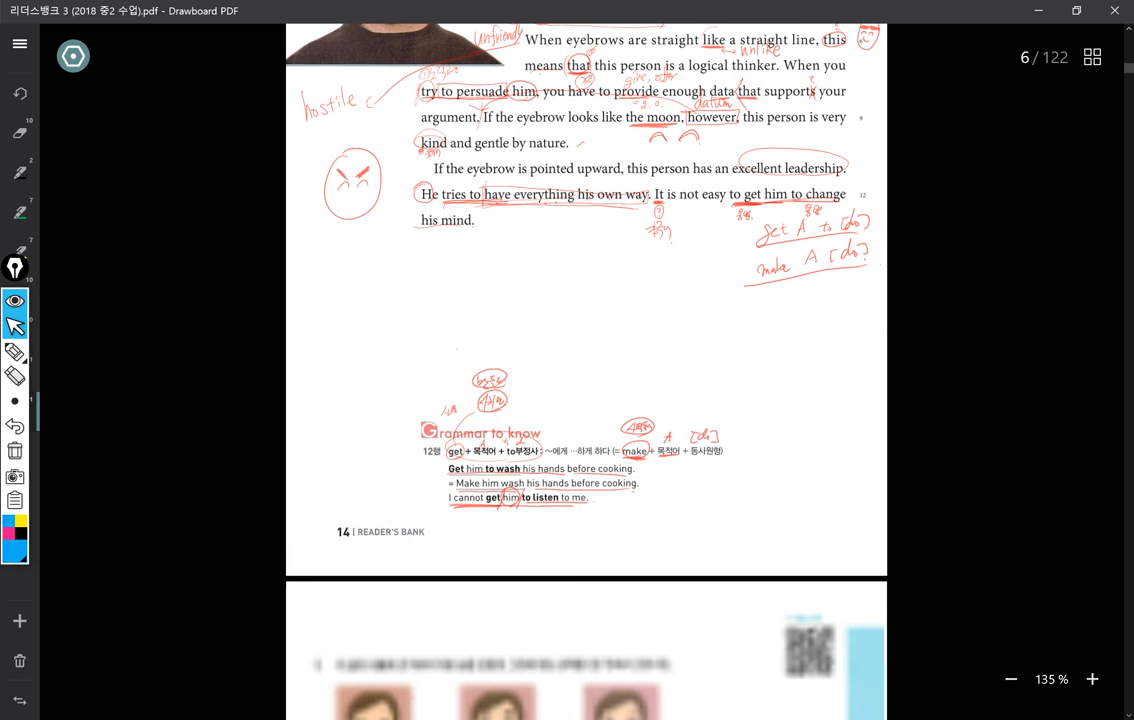 리더스뱅크 3 (2018 중2 수업).pdf - Drawboard PDF
6 / 122
Unfriendly
When eyebrows are straight like a straight line, this
unlike
means that this person is a logical thinker. When you
give, offer
hostile
try to persuade him, you have to provide enough data that supports your
datum
argument. If the eyebrow looks like the moon, however, this person is very
9
kind and gentle by nature.
If the eyebrow is pointed upward, this person has an excellent leadership.
He tries to have everything his own way. It is not easy to get him to change
12
his mind.
get A to [do]
make A [do]
Grammar to know
A [do]
12행 get + 목적어 + to부정사 : ~에게 …하게 하다 (= make + 목적어 + 동사원형)
Get him to wash his hands before cooking.
= Make him wash his hands before cooking.
I cannot get him to listen to me.
14 | READER'S BANK
135 %